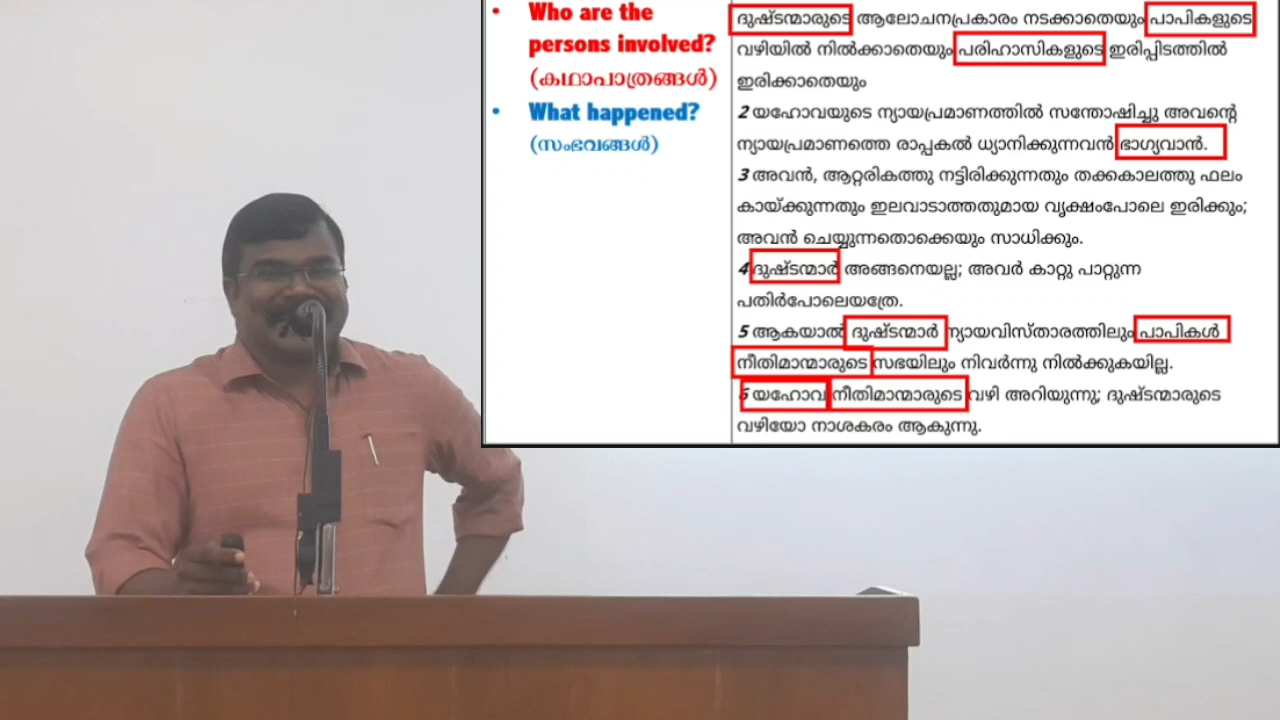 • Who are the
persons involved?
(കഥാപാത്രങ്ങൾ)
• What happened?
(സംഭവങ്ങൾ)
ദുഷ്ടന്മാരുടെ ആലോചനപ്രകാരം നടക്കാതെയും പാപികളുടെ
വഴിയിൽ നില്ക്കാതെയും പരിഹാസികളുടെ ഇരിപ്പിടത്തിൽ
ഇരിക്കാതെയും
2 യഹോവയുടെ ന്യായപ്രമാണത്തിൽ സന്തോഷിച്ചു അവന്റെ
ന്യായപ്രമാണത്തെ രാപ്പകൽ ധ്യാനിക്കുന്നവൻ ഭാഗ്യവാൻ.
3 അവൻ, ആറ്റരികത്തു നട്ടിരിക്കുന്നതും തക്കകാലത്തു ഫലം
കായ്ക്കുന്നതും ഇലവാടാത്തതുമായ വൃക്ഷംപോലെ ഇരിക്കും;
അവൻ ചെയ്യുന്നതൊക്കെയും സാധിക്കും.
4 ദുഷ്ടന്മാർ അങ്ങനെയല്ല; അവർ കാറ്റു പാറ്റുന്ന
പതിർപോലെയത്രേ.
5 ആകയാൽ ദുഷ്ടന്മാർ ന്യായവിസ്താരത്തിലും പാപികൾ
നീതിമാന്മാരുടെ സഭയിലും നിവർന്നു നില്ക്കുകയില്ല.
6 യഹോവ നീതിമാന്മാരുടെ വഴി അറിയുന്നു; ദുഷ്ടന്മാരുടെ
വഴിയോ നാശകരം ആകുന്നു.